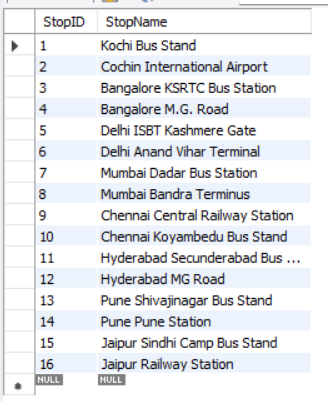 StopID StopName
1 Kochi Bus Stand
2 Cochin International Airport
3 Bangalore KSRTC Bus Station
4 Bangalore M.G. Road
5 Delhi ISBT Kashmere Gate
6 Delhi Anand Vihar Terminal
7 Mumbai Dadar Bus Station
8 Mumbai Bandra Terminus
9 Chennai Central Railway Station
10 Chennai Koyambedu Bus Stand
11 Hyderabad Secunderabad Bus ...
12 Hyderabad MG Road
13 Pune Shivajinagar Bus Stand
14 Pune Pune Station
15 Jaipur Sindhi Camp Bus Stand
16 Jaipur Railway Station
NULL NULL